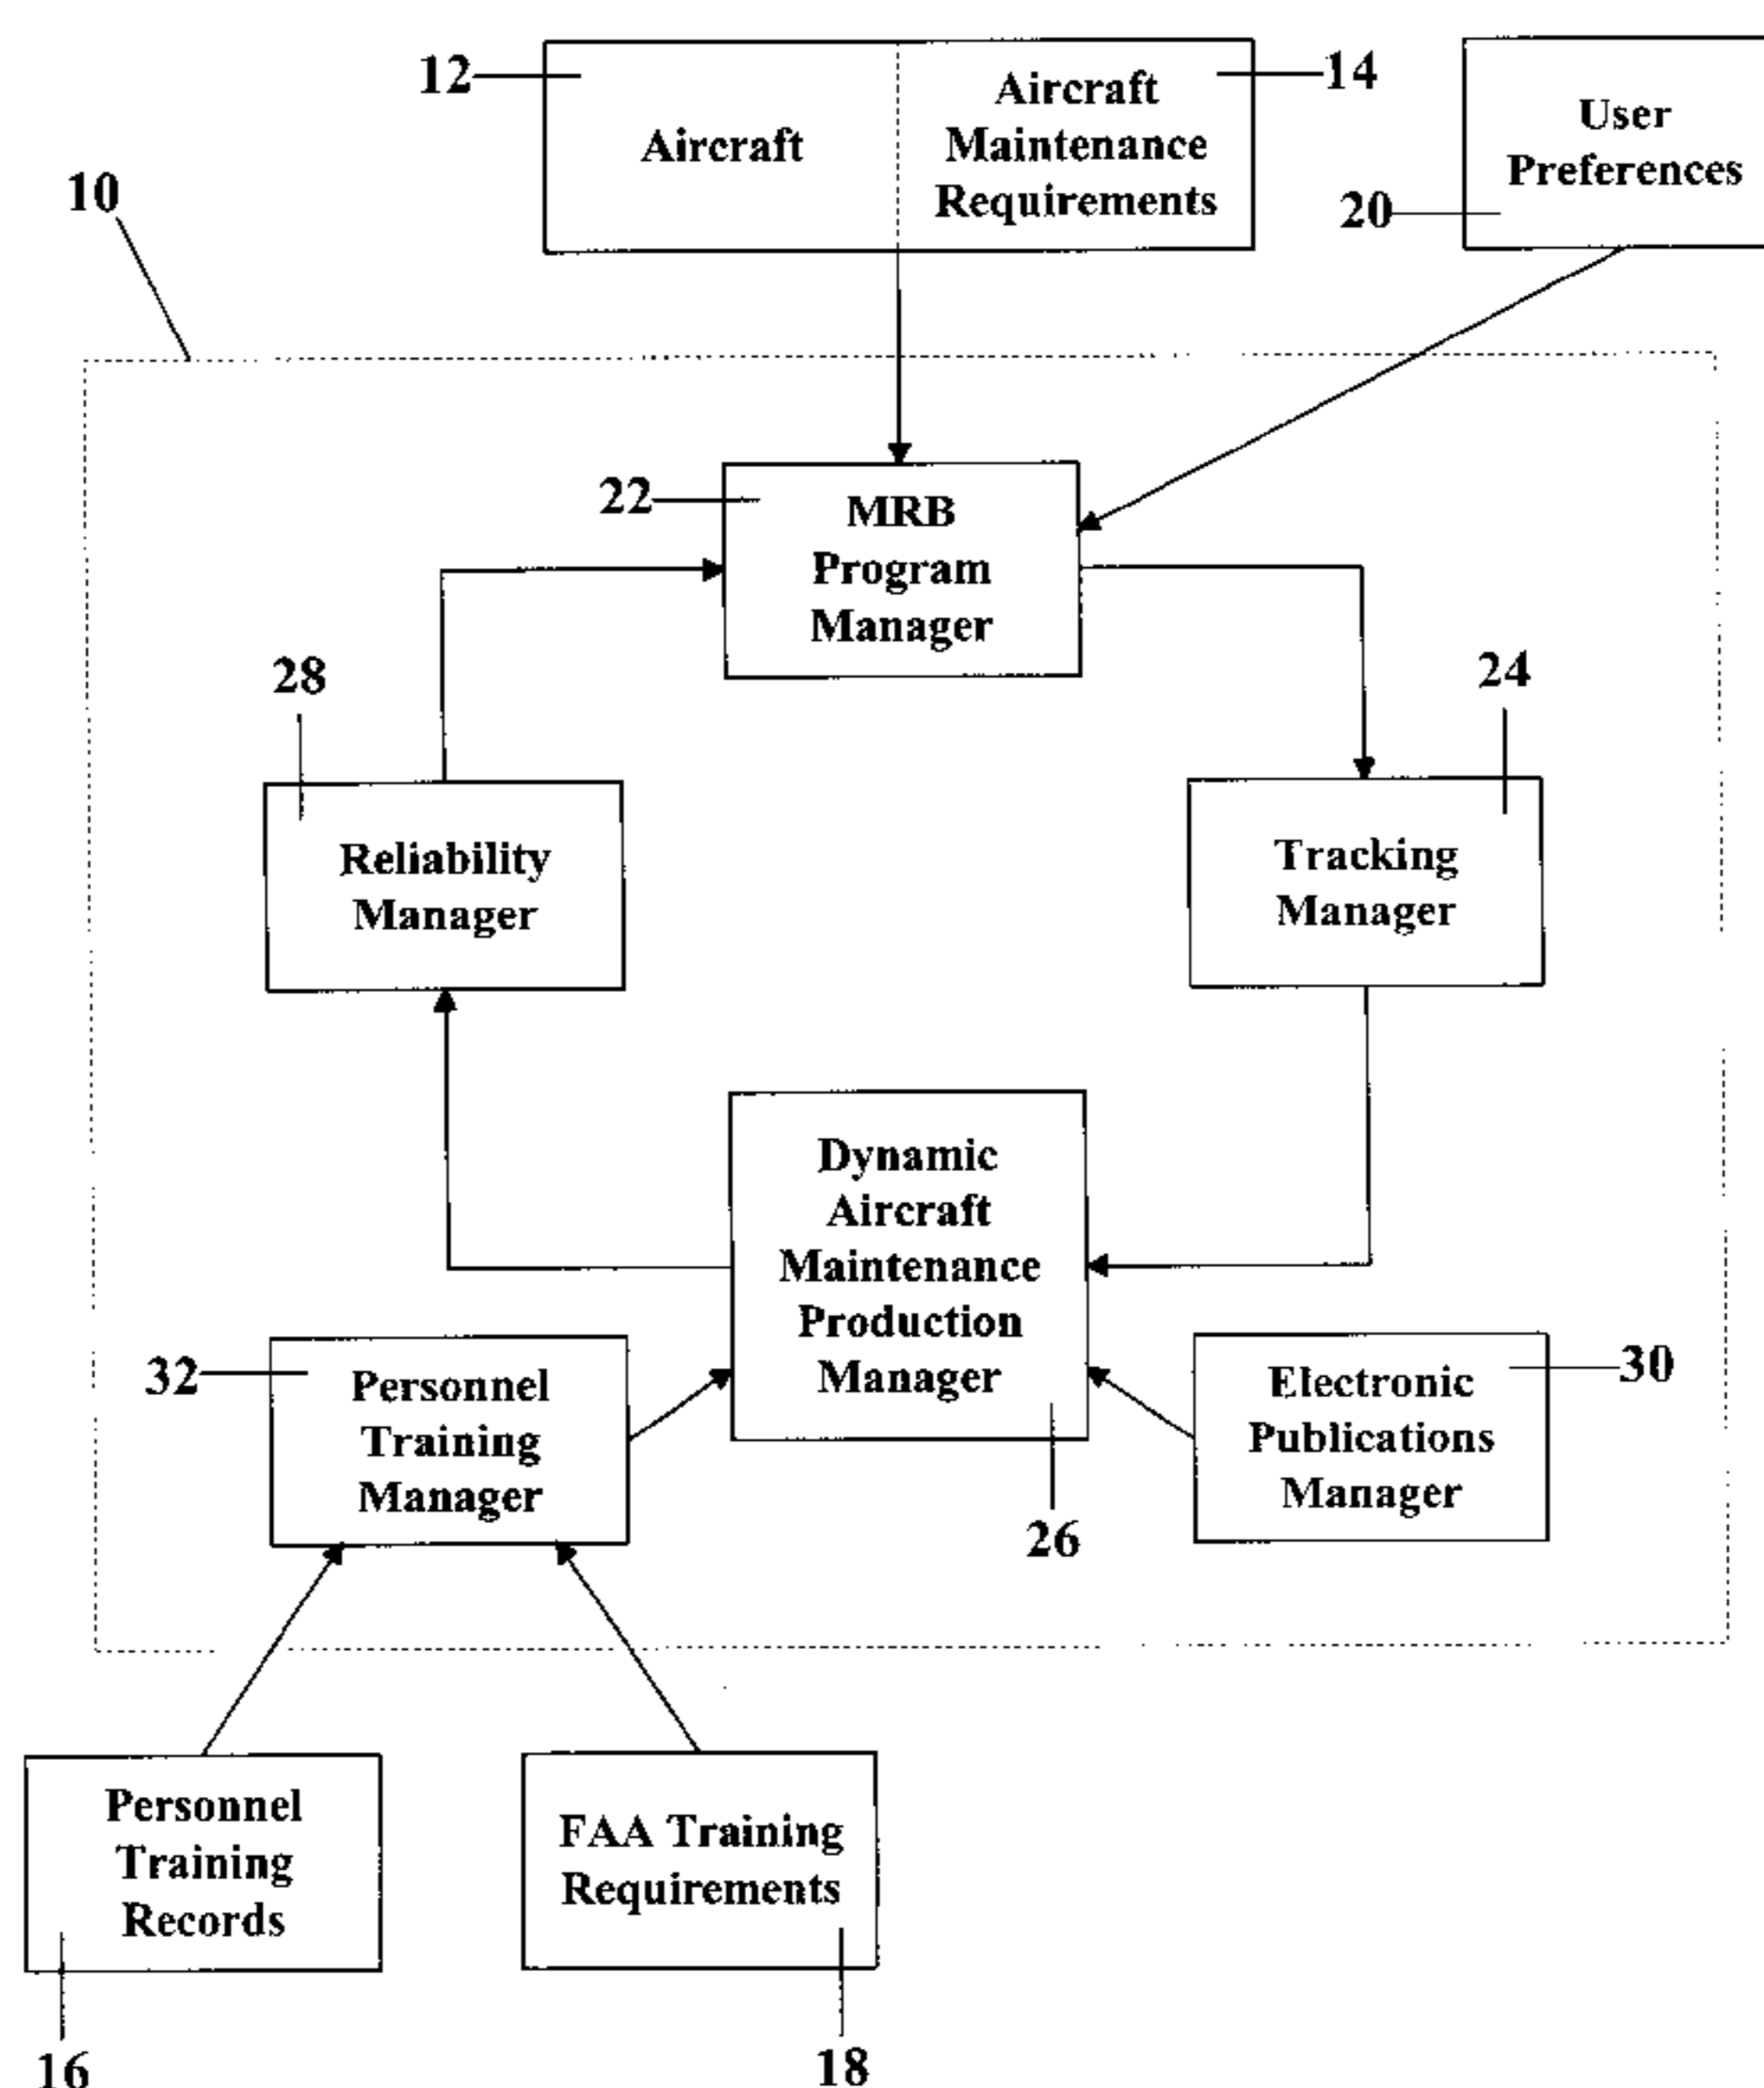 12
Aircraft
Aircraft
Maintenance
Requirements
14
User
Preferences
20
10
22
MRB
Program
Manager
28
24
Reliability
Manager
Tracking
Manager
Dynamic
Aircraft
Maintenance
Production
Manager
32
Personnel
Training
Manager
Electronic
Publications
Manager
30
26
Personnel
Training
Records
FAA Training
Requirements
16
18